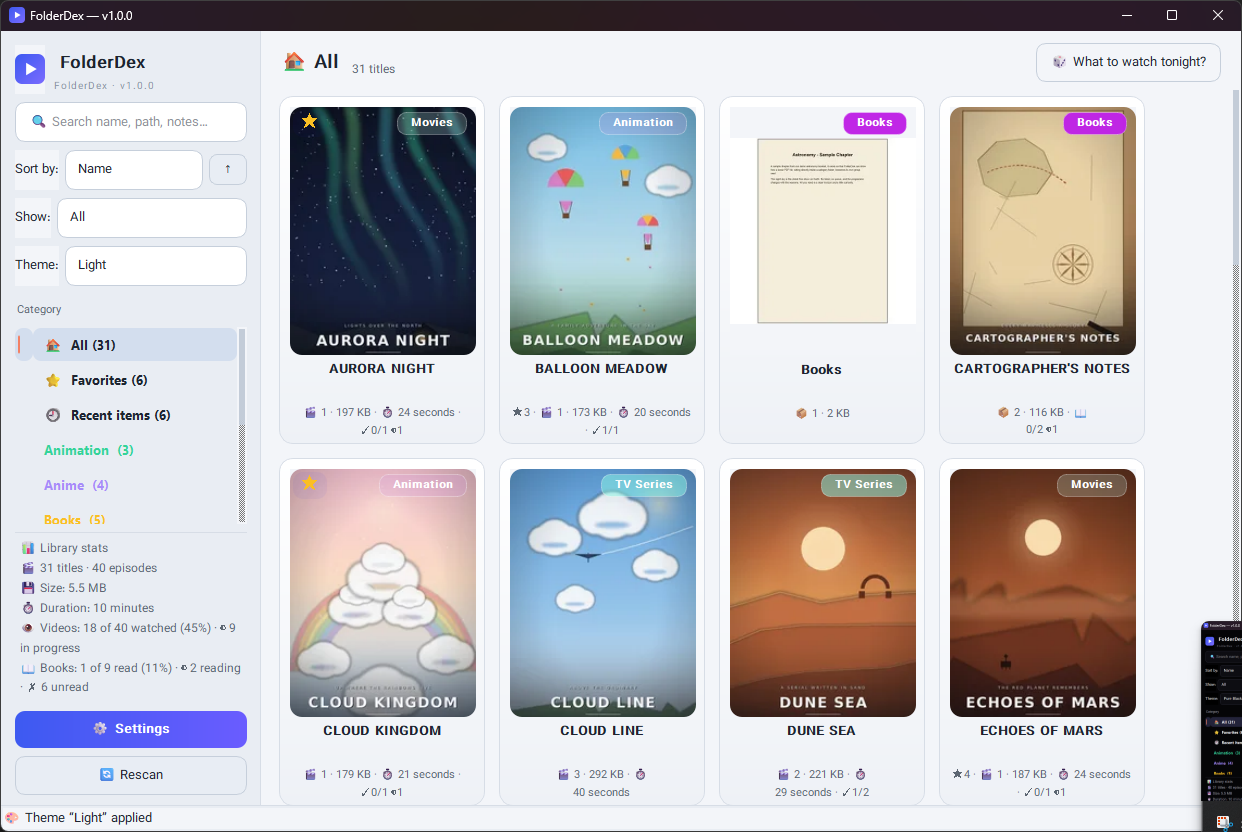 FolderDex — v1.0.0
FolderDex
FolderDex · v1.0.0
Search name, path, notes...
Sort by:
Name
↑
Show:
All
Theme:
Light
Category
All (31)
Favorites (6)
Recent items (6)
Animation (3)
Anime (4)
Books (5)
Library stats
31 titles · 40 episodes
Size: 5.5 MB
Duration: 10 minutes
Videos: 18 of 40 watched (45%) · 9
in progress
Books: 1 of 9 read (11%) · 2 reading
· ✗ 6 unread
Settings
Rescan
Theme “Light” applied
All
31 titles
What to watch tonight?
Movies
LIGHTS OVER THE NORTH
AURORA NIGHT
AURORA NIGHT
1 · 197 KB · 24 seconds ·
✓0/1 1
Animation
BALLOON MEADOW
BALLOON MEADOW
★3 · 1 · 173 KB · 20 seconds
· ✓1/1
Books
Astronomy - Sample Chapter
Books
1 · 2 KB
Books
CARTOGRAPHER'S NOTES
CARTOGRAPHER'S NOTES
2 · 116 KB ·
0/2 1
Animation
CLOUD KINGDOM
CLOUD KINGDOM
1 · 179 KB · 21 seconds ·
✓0/1 1
TV Series
CLOUD LINE
CLOUD LINE
3 · 292 KB ·
40 seconds
TV Series
A SERIAL WRITTEN IN SAND
DUNE SEA
DUNE SEA
2 · 221 KB ·
29 seconds · ✓1/2
Movies
THE RED PLANET REMEMBERS
ECHOES OF MARS
ECHOES OF MARS
★4 · 1 · 187 KB · 24 seconds
· ✓0/1 1